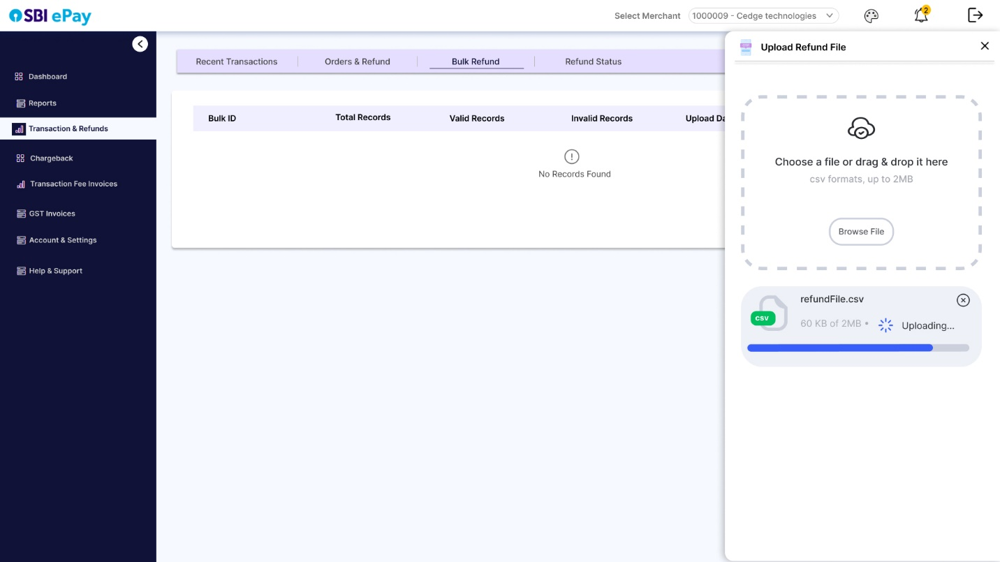 SBI ePay
Select Merchant 1000009 - Cedge technologies
2
Dashboard
Reports
Transaction & Refunds
Chargeback
Transaction Fee Invoices
GST Invoices
Account & Settings
Help & Support
Recent Transactions Orders & Refund Bulk Refund Refund Status
Bulk ID Total Records Valid Records Invalid Records Upload Da
No Records Found
Upload Refund File
Choose a file or drag & drop it here
csv formats, up to 2MB
Browse File
refundFile.csv
csv
60 KB of 2MB • Uploading...